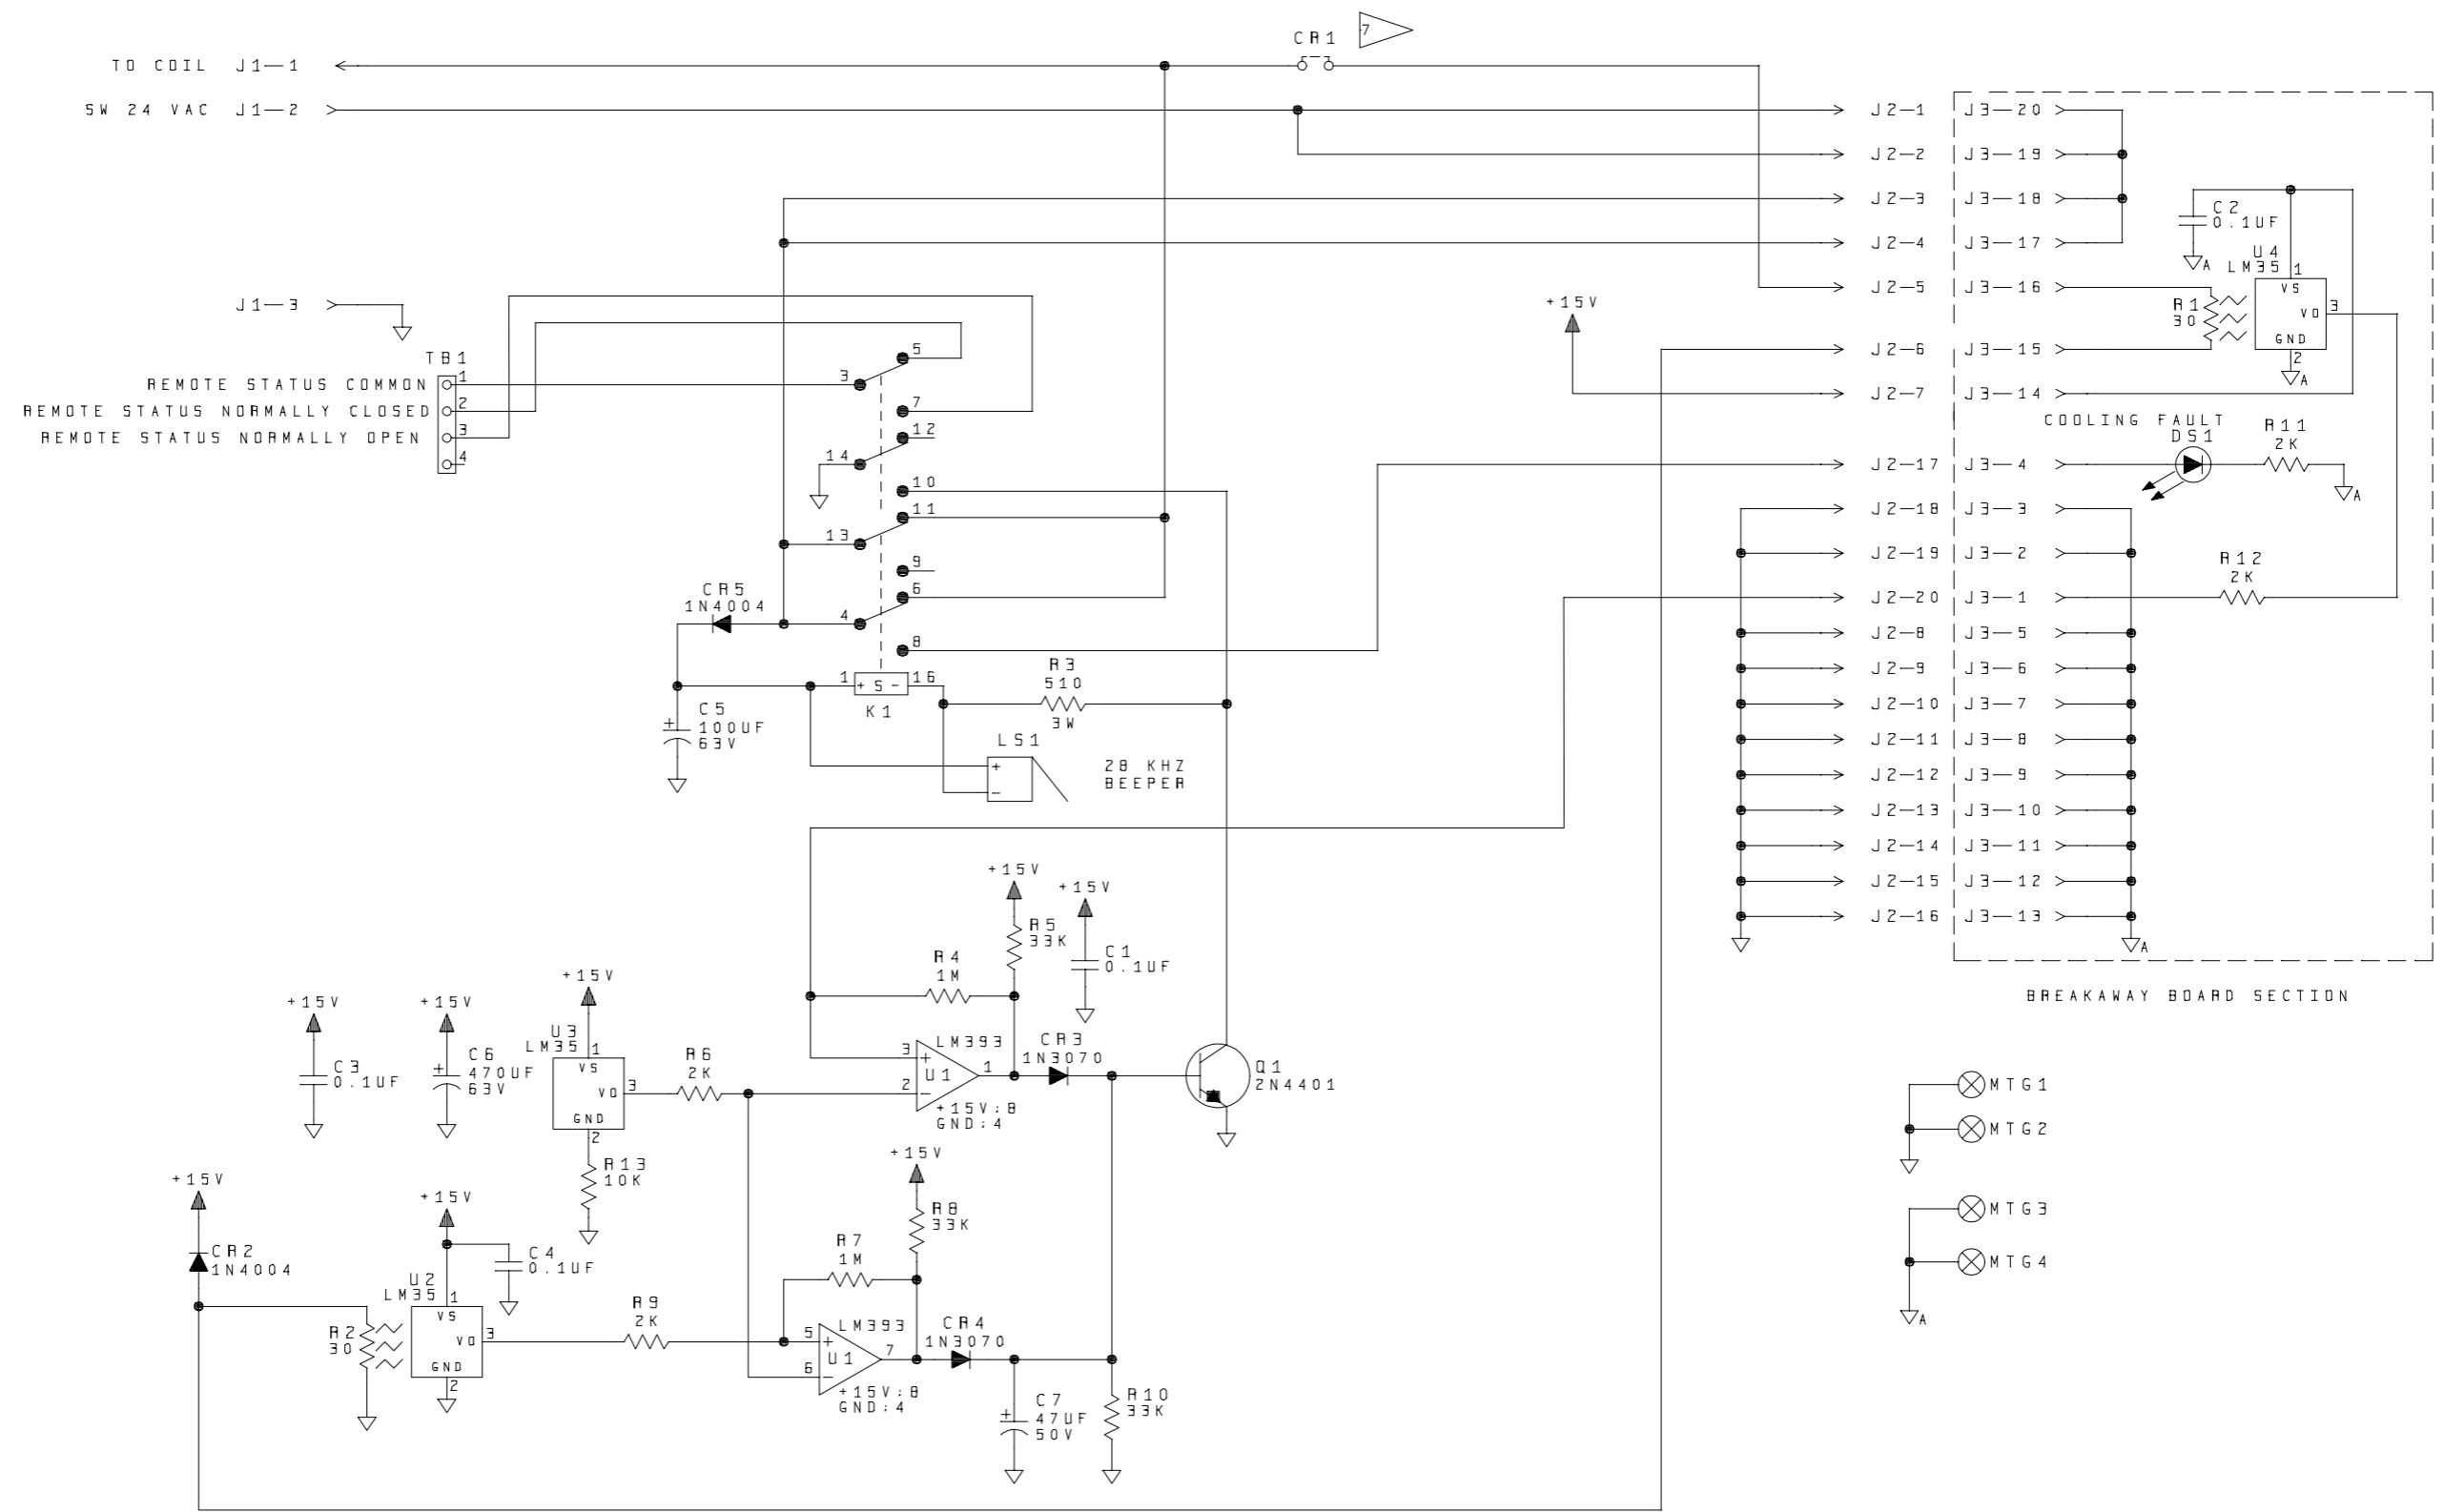 CR1
7
TO COIL J1-1
SW 24 VAC J1-2
J1-3
TB1
REMOTE STATUS COMMON 1
REMOTE STATUS NORMALLY CLOSED 2
REMOTE STATUS NORMALLY OPEN 3
4
5
3
7
12
14
10
11
13
9
6
4
8
CR5
1N4004
1 + S - 16
K1
C5
+ 100UF
63V
R3
510
3W
LS1
+
-
28 KHZ
BEEPER
+15V
J2-1 J3-20
J2-2 J3-19
J2-3 J3-18
J2-4 J3-17
J2-5 J3-16
J2-6 J3-15
J2-7 J3-14
J2-17 J3-4
J2-18 J3-3
J2-19 J3-2
J2-20 J3-1
J2-8 J3-5
J2-9 J3-6
J2-10 J3-7
J2-11 J3-8
J2-12 J3-9
J2-13 J3-10
J2-14 J3-11
J2-15 J3-12
J2-16 J3-13
C2
0.1UF
A
U4
LM35
1
VS
VO 3
GND
2
A
R1
30
COOLING FAULT
DS1
R11
2K
A
R12
2K
A
BREAKAWAY BOARD SECTION
+15V
R5
33K
+15V
C1
0.1UF
R4
1M
+15V
C3
0.1UF
+15V
C6
+ 470UF
63V
+15V
U3
LM35
1
VS
VO 3
GND
2
R13
10K
R6
2K
LM393
3 +
U1 1
2 -
+15V:8
GND:4
CR3
1N3070
Q1
2N4401
+15V
CR2
1N4004
+15V
C4
0.1UF
U2
LM35
1
VS
VO 3
GND
2
R2
30
R9
2K
R7
1M
+15V
R8
33K
LM393
5 +
U1 7
6 -
+15V:8
GND:4
CR4
1N3070
C7
+ 47UF
50V
R10
33K
MTG1
MTG2
MTG3
MTG4
A